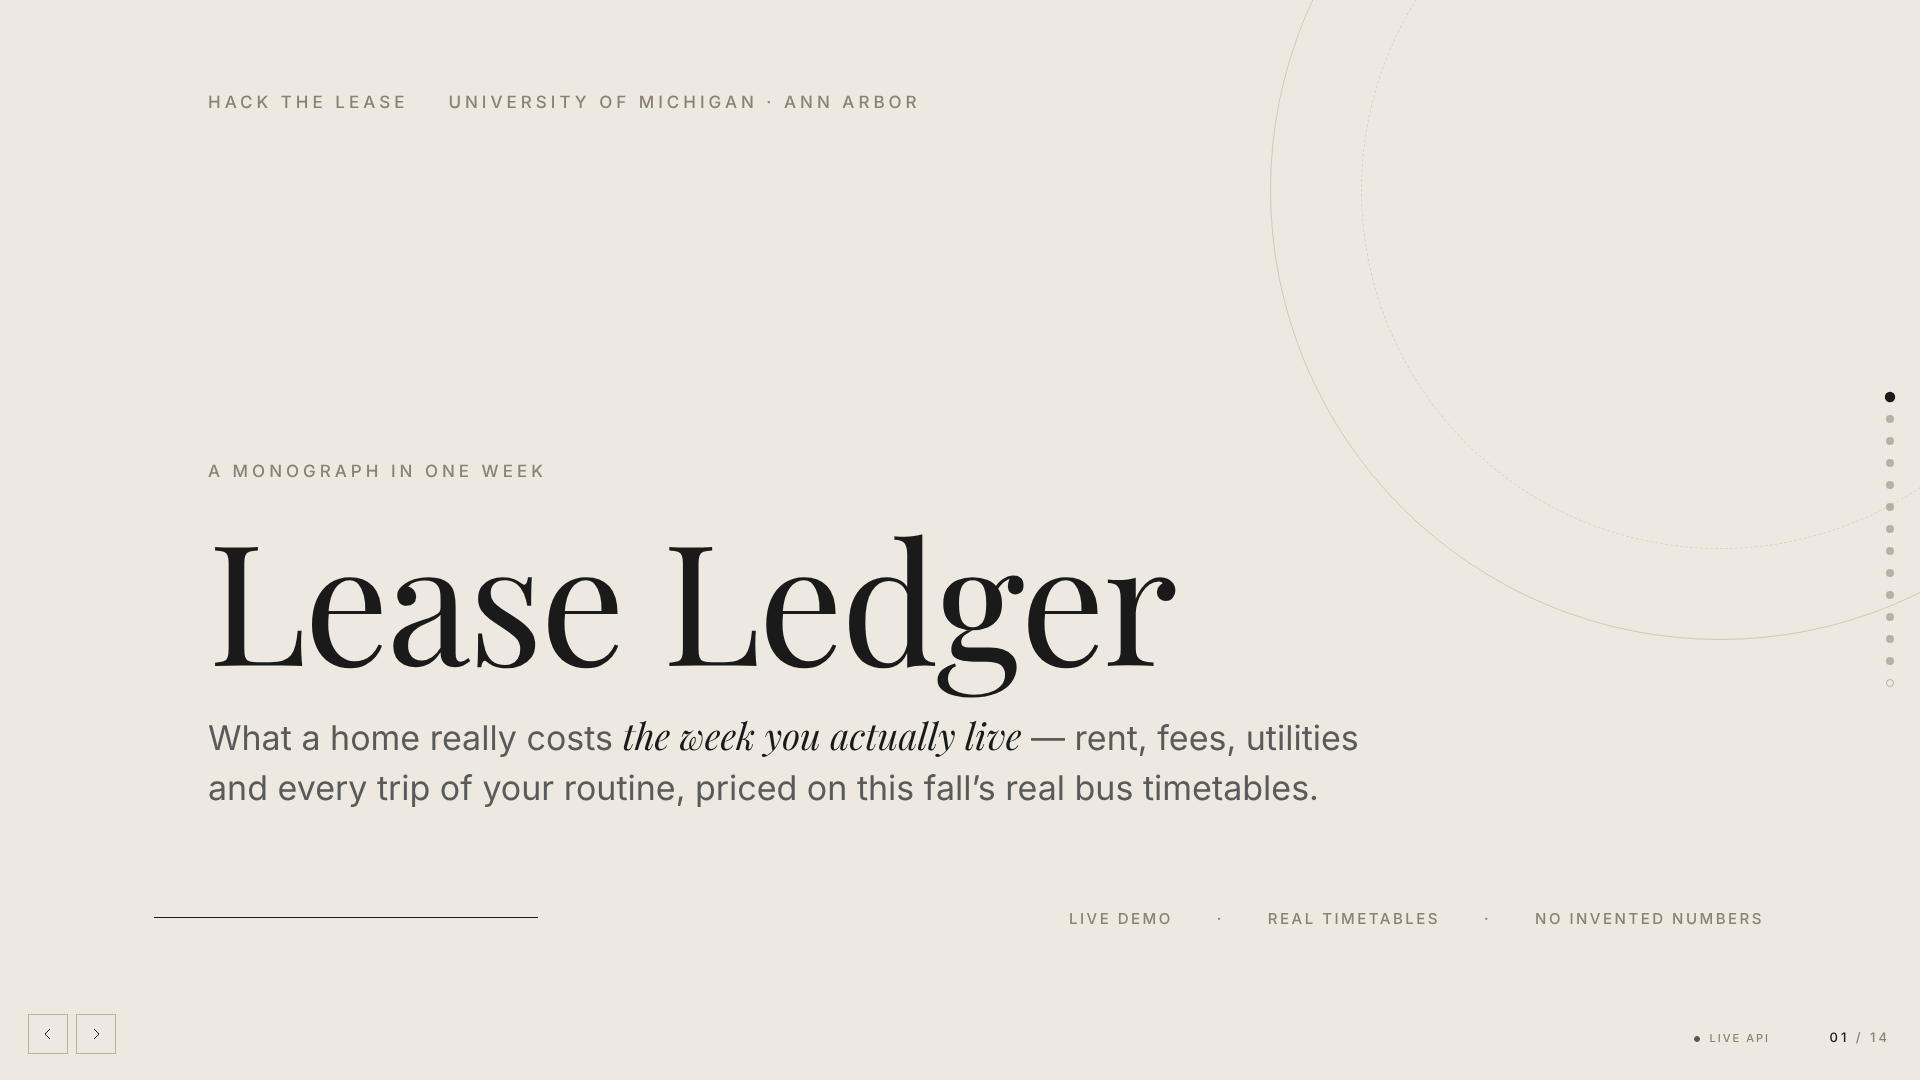 HACK THE LEASE UNIVERSITY OF MICHIGAN · ANN ARBOR
A MONOGRAPH IN ONE WEEK
Lease Ledger
What a home really costs the week you actually live — rent, fees, utilities
and every trip of your routine, priced on this fall’s real bus timetables.
LIVE DEMO · REAL TIMETABLES · NO INVENTED NUMBERS
LIVE API 01 / 14